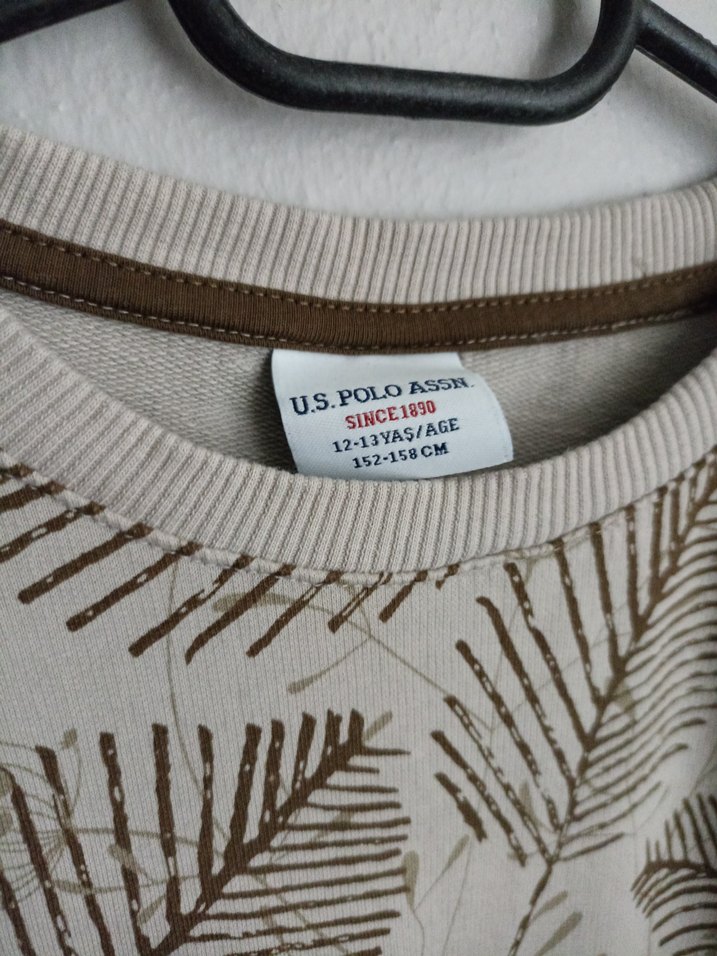 U.S. POLO ASSN.
SINCE 1890
12-13 YAŞ/AGE
152-158 CM